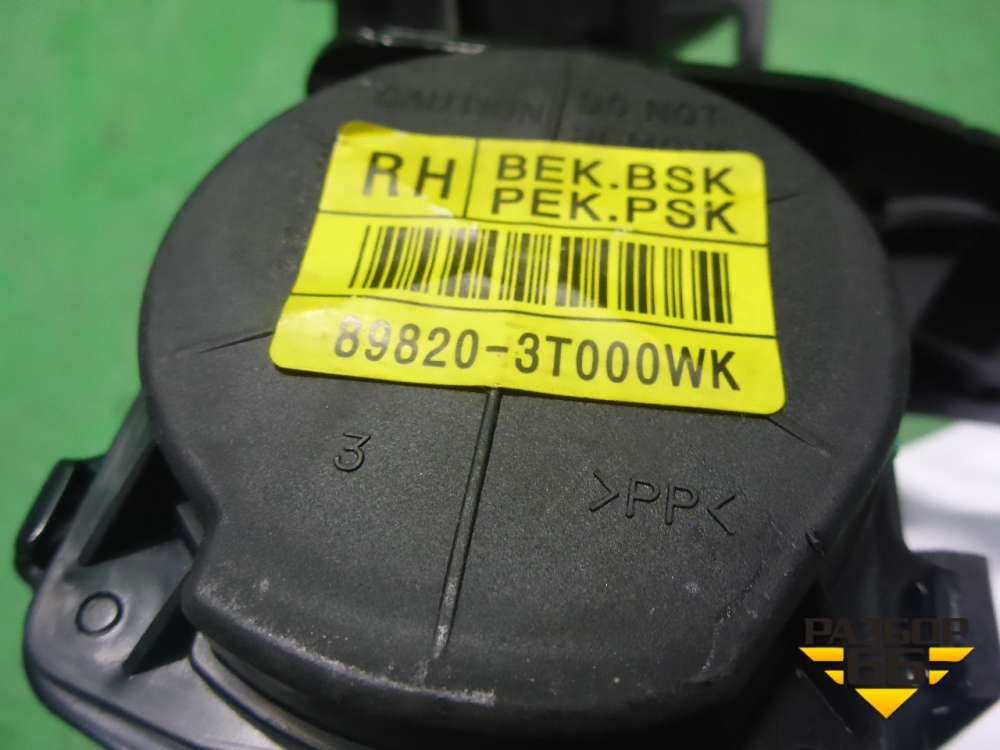 RH
BEK.BSK
PEK.PSK
89820-3T000WK
3
>PP<
РАЗБОР
66